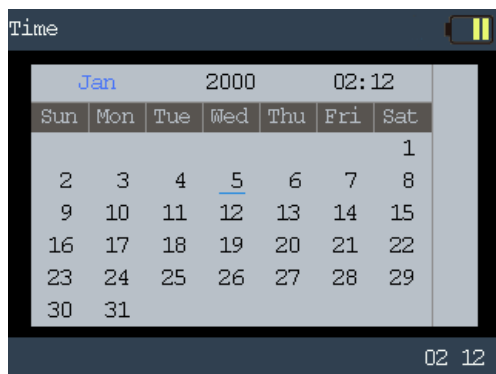 Time
Jan 2000 02:12
Sun Mon Tue Wed Thu Fri Sat
1
2 3 4 5 6 7 8
9 10 11 12 13 14 15
16 17 18 19 20 21 22
23 24 25 26 27 28 29
30 31
02 12